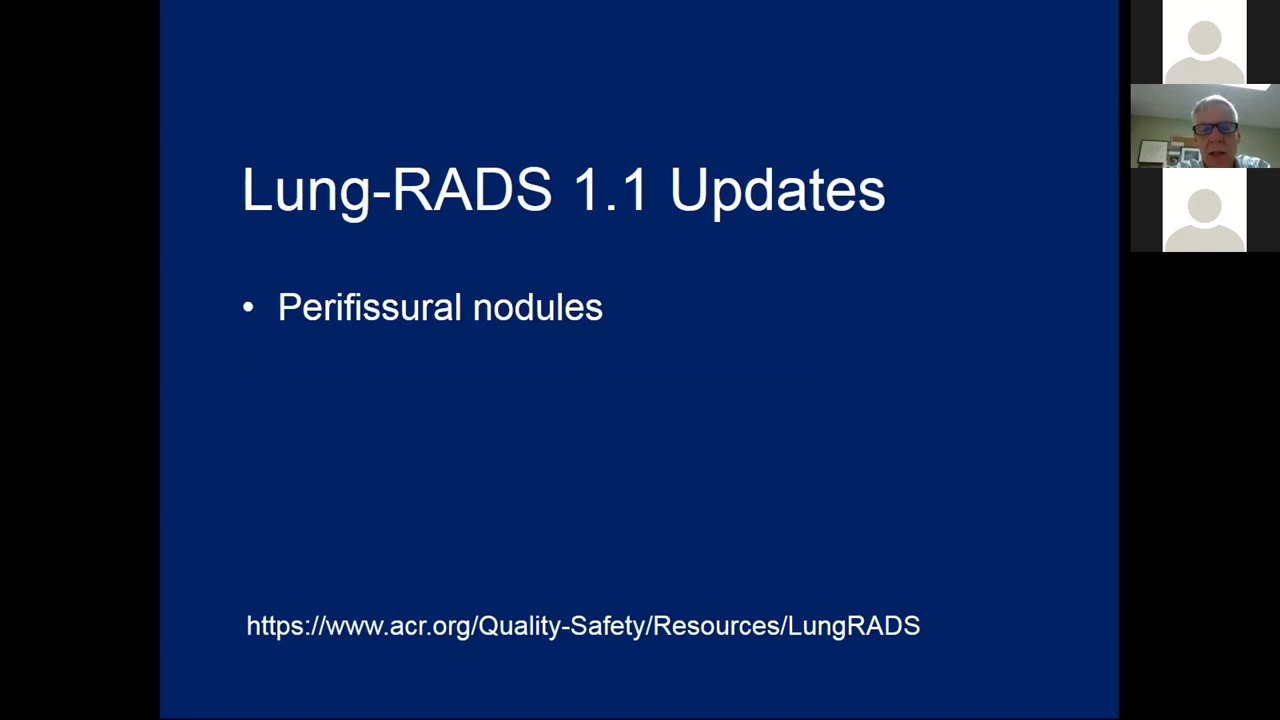 Lung-RADS 1.1 Updates
• Perifissural nodules
https://www.acr.org/Quality-Safety/Resources/LungRADS